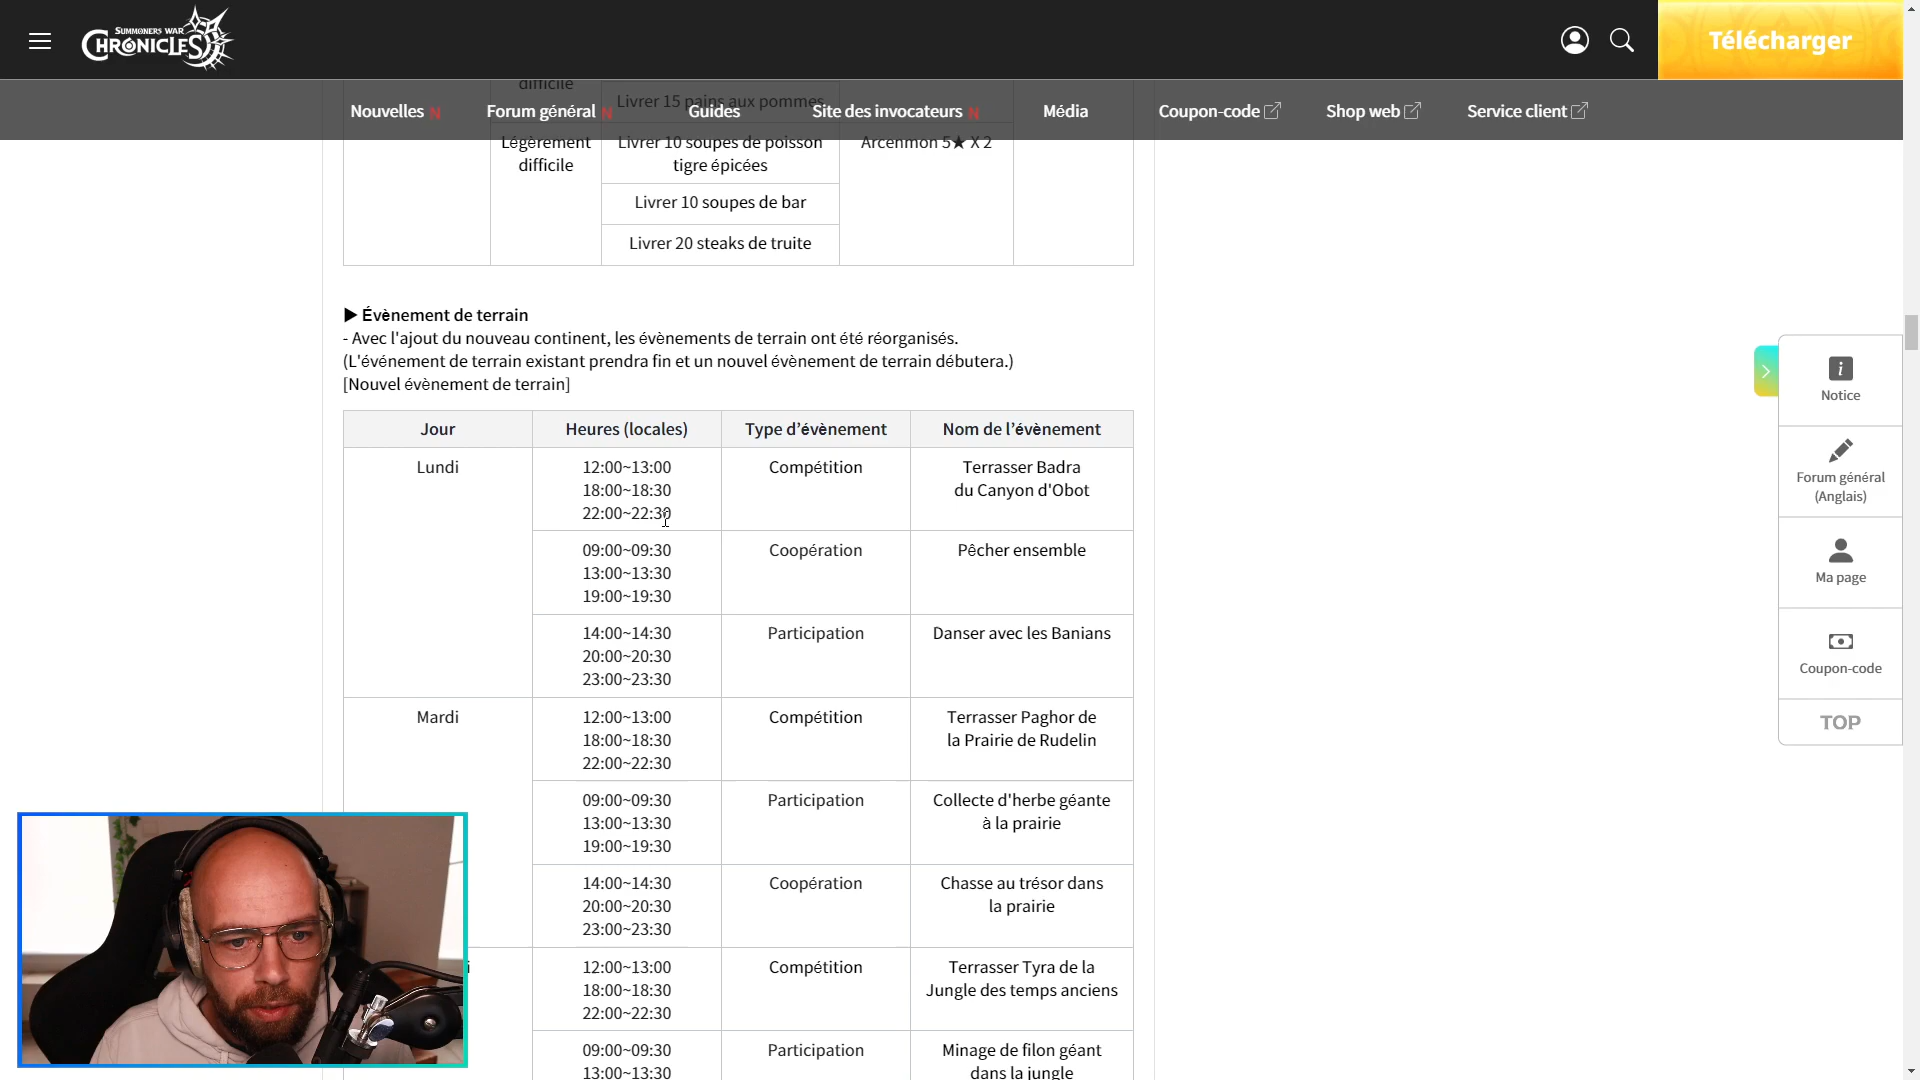 SUMMONERS WAR
CHRONICLES
Télécharger
difficile
Livrer 15 pains aux pommes
Nouvelles N
Forum général N
Guides
Site des invocateurs N
Média
Coupon-code
Shop web
Service client
Légèrement
difficile
Livrer 10 soupes de poisson
tigre épicées
Arcenmon 5★ X 2
Livrer 10 soupes de bar
Livrer 20 steaks de truite
▶ Évènement de terrain
- Avec l'ajout du nouveau continent, les évènements de terrain ont été réorganisés.
(L'événement de terrain existant prendra fin et un nouvel évènement de terrain débutera.)
[Nouvel évènement de terrain]
Jour
Heures (locales)
Type d’évènement
Nom de l’évènement
Lundi
12:00~13:00
18:00~18:30
22:00~22:30
Compétition
Terrasser Badra
du Canyon d'Obot
09:00~09:30
13:00~13:30
19:00~19:30
Coopération
Pêcher ensemble
14:00~14:30
20:00~20:30
23:00~23:30
Participation
Danser avec les Banians
Mardi
12:00~13:00
18:00~18:30
22:00~22:30
Compétition
Terrasser Paghor de
la Prairie de Rudelin
09:00~09:30
13:00~13:30
19:00~19:30
Participation
Collecte d'herbe géante
à la prairie
14:00~14:30
20:00~20:30
23:00~23:30
Coopération
Chasse au trésor dans
la prairie
12:00~13:00
18:00~18:30
22:00~22:30
Compétition
Terrasser Tyra de la
Jungle des temps anciens
09:00~09:30
13:00~13:30
Participation
Minage de filon géant
dans la jungle
Notice
Forum général
(Anglais)
Ma page
Coupon-code
TOP